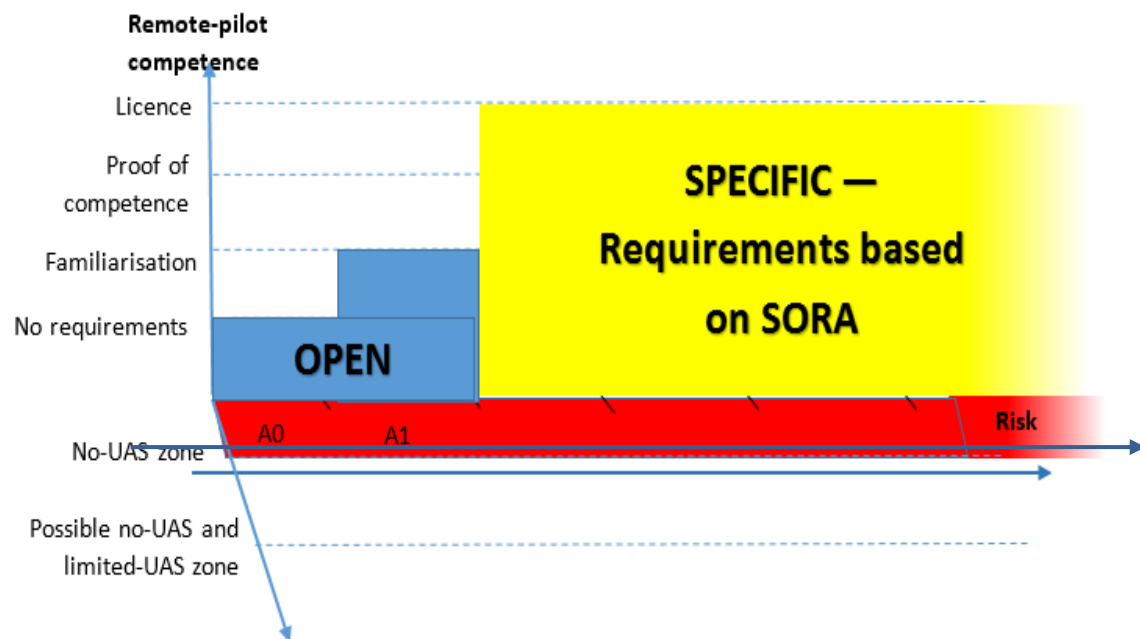 Remote-pilot
competence
Licence
Proof of
competence
Familiarisation
No requirements
SPECIFIC —
Requirements based
on SORA
OPEN
A0
A1
Risk
No-UAS zone
Possible no-UAS and
limited-UAS zone